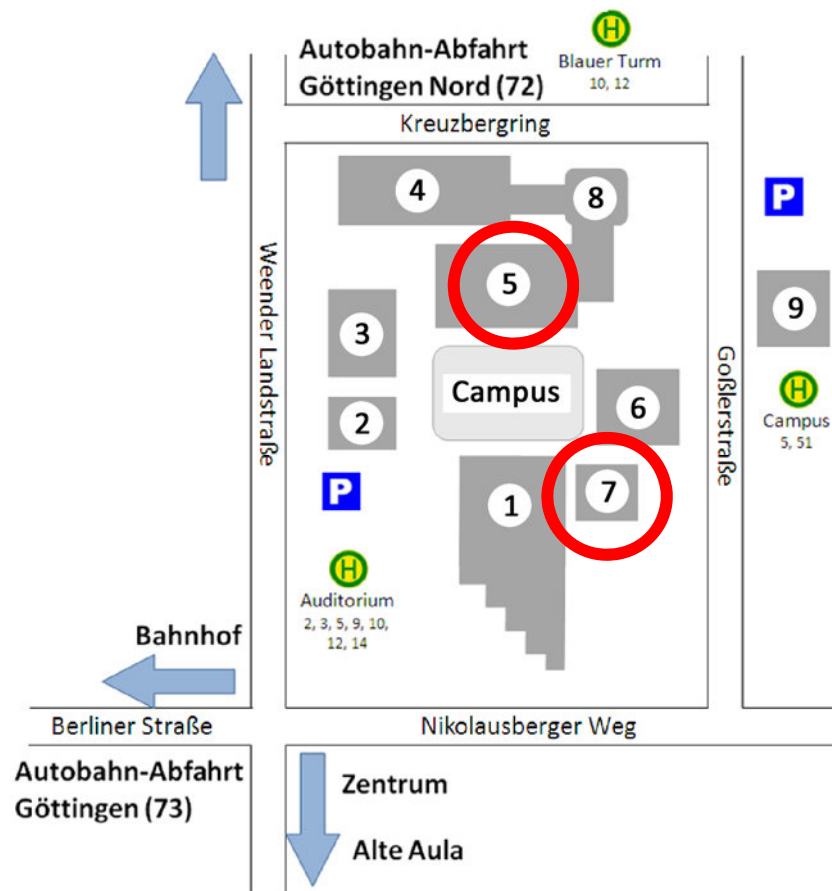 Autobahn-Abfahrt
Göttingen Nord (72)
H
Blauer Turm
10, 12
Kreuzbergring
4
8
P
Weender Landstraße
5
3
9
Goßlerstraße
Campus
6
2
H
Campus
5, 51
P
1
7
H
Auditorium
2, 3, 5, 9, 10,
12, 14
Bahnhof
Berliner Straße
Nikolausberger Weg
Autobahn-Abfahrt
Göttingen (73)
Zentrum
Alte Aula